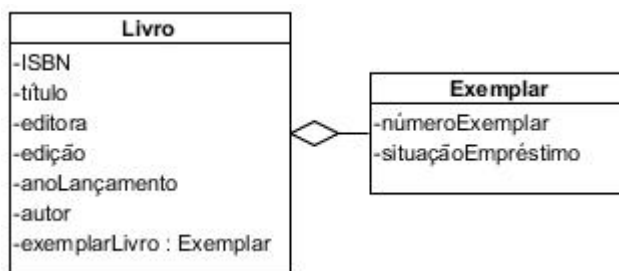 Livro
-ISBN
-título
-editora
-edição
-anoLançamento
-autor
-exemplarLivro : Exemplar
Exemplar
-númeroExemplar
-situaçãoEmpréstimo